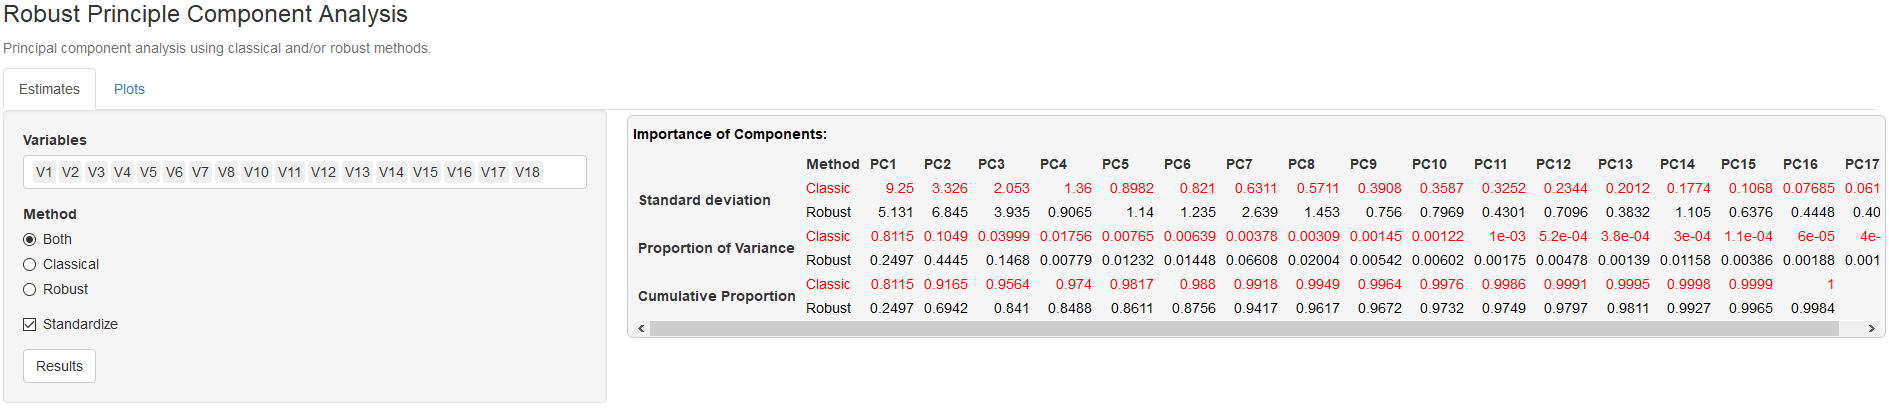 Robust Principle Component Analysis
Principal component analysis using classical and/or robust methods.
Estimates Plots
Variables
V1 V2 V3 V4 V5 V6 V7 V8 V10 V11 V12 V13 V14 V15 V16 V17 V18
Method
Both
Classical
Robust
Standardize
Results
Importance of Components:
Method PC1 PC2 PC3 PC4 PC5 PC6 PC7 PC8 PC9 PC10 PC11 PC12 PC13 PC14 PC15 PC16 PC17
Standard deviation
Classic 9.25 3.326 2.053 1.36 0.8982 0.821 0.6311 0.5711 0.3908 0.3587 0.3252 0.2344 0.2012 0.1774 0.1068 0.07685 0.061
Robust 5.131 6.845 3.935 0.9065 1.14 1.235 2.639 1.453 0.756 0.7969 0.4301 0.7096 0.3832 1.105 0.6376 0.4448 0.40
Proportion of Variance
Classic 0.8115 0.1049 0.03999 0.01756 0.00765 0.00639 0.00378 0.00309 0.00145 0.00122 1e-03 5.2e-04 3.8e-04 3e-04 1.1e-04 6e-05 4e-
Robust 0.2497 0.4445 0.1468 0.00779 0.01232 0.01448 0.06608 0.02004 0.00542 0.00602 0.00175 0.00478 0.00139 0.01158 0.00386 0.00188 0.001
Cumulative Proportion
Classic 0.8115 0.9165 0.9564 0.974 0.9817 0.988 0.9918 0.9949 0.9964 0.9976 0.9986 0.9991 0.9995 0.9998 0.9999 1
Robust 0.2497 0.6942 0.841 0.8488 0.8611 0.8756 0.9417 0.9617 0.9672 0.9732 0.9749 0.9797 0.9811 0.9927 0.9965 0.9984